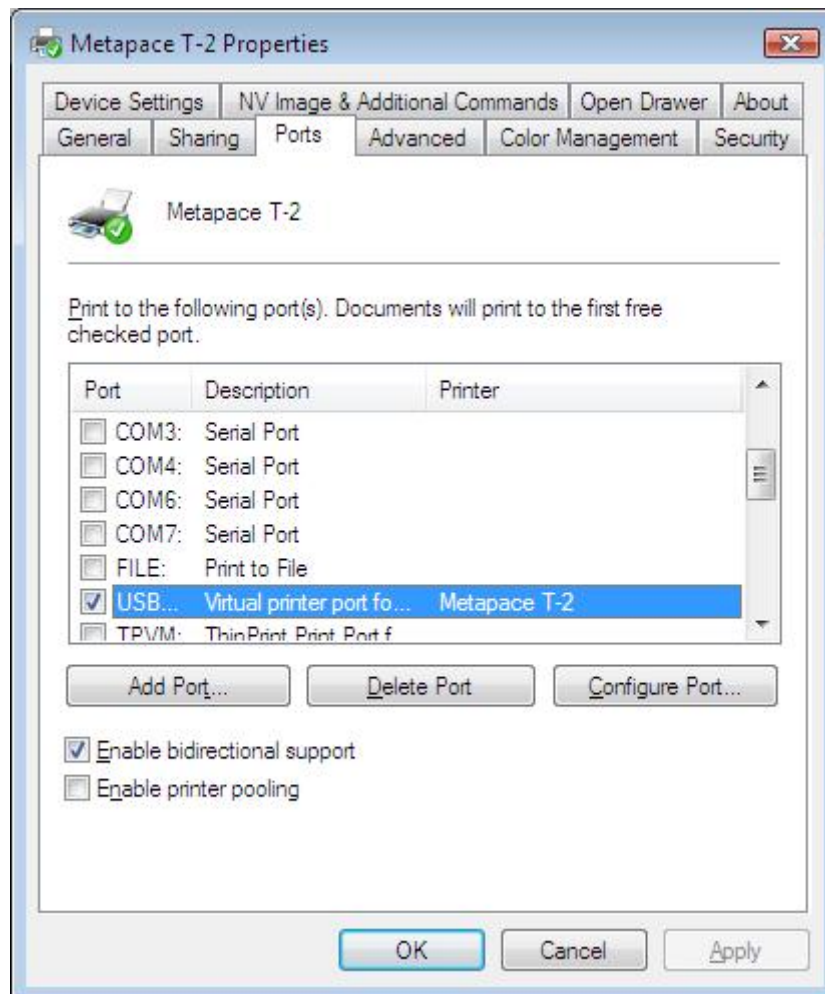 Metapace T-2 Properties
Device Settings NV Image & Additional Commands Open Drawer About
General Sharing Ports Advanced Color Management Security
Metapace T-2
Print to the following port(s). Documents will print to the first free
checked port.
Port Description Printer
COM3: Serial Port
COM4: Serial Port
COM6: Serial Port
COM7: Serial Port
FILE: Print to File
USB... Virtual printer port fo... Metapace T-2
TPVM: ThinPrint Print Port f
Add Port... Delete Port Configure Port...
Enable bidirectional support
Enable printer pooling
OK Cancel Apply